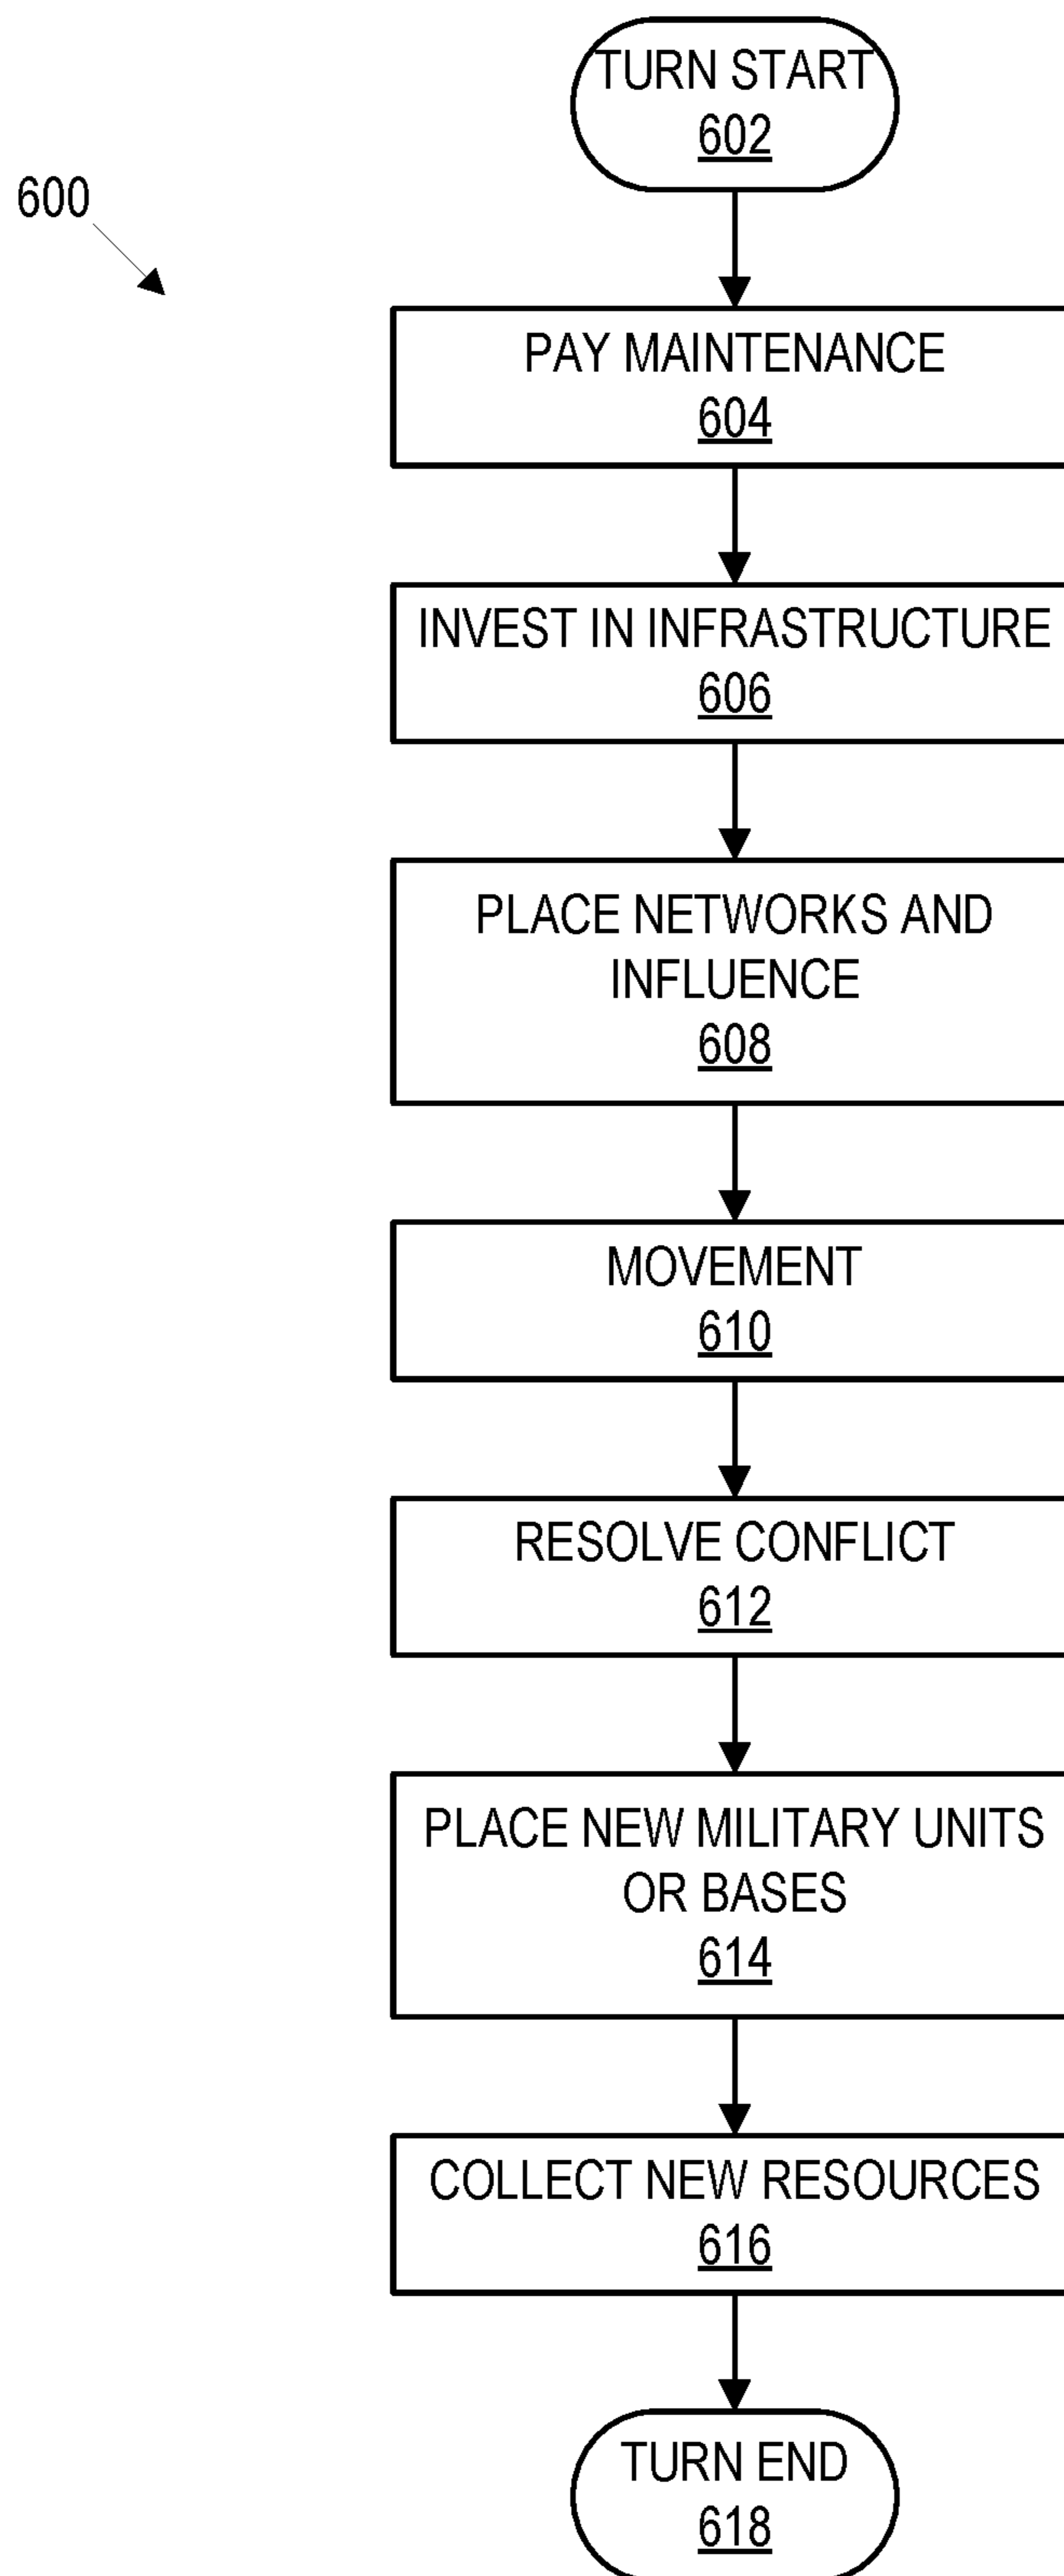 TURN START
602
600
PAY MAINTENANCE
604
INVEST IN INFRASTRUCTURE
606
PLACE NETWORKS AND
INFLUENCE
608
MOVEMENT
610
RESOLVE CONFLICT
612
PLACE NEW MILITARY UNITS
OR BASES
614
COLLECT NEW RESOURCES
616
TURN END
618